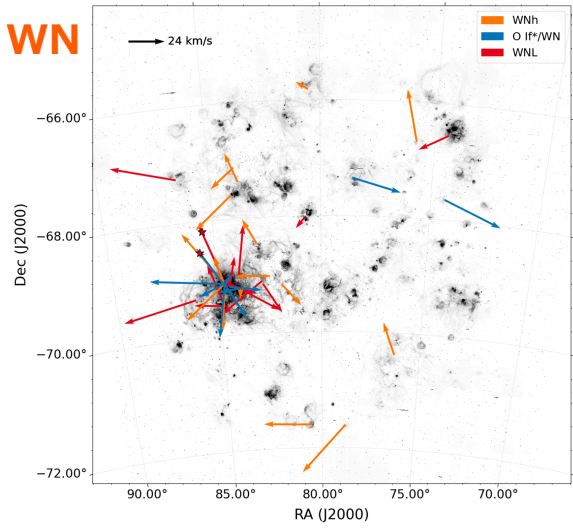 WN
24 km/s
WNh
O If*/WN
WNL
−66.00°
−68.00°
−70.00°
−72.00°
Dec (J2000)
90.00° 85.00° 80.00° 75.00° 70.00°
RA (J2000)